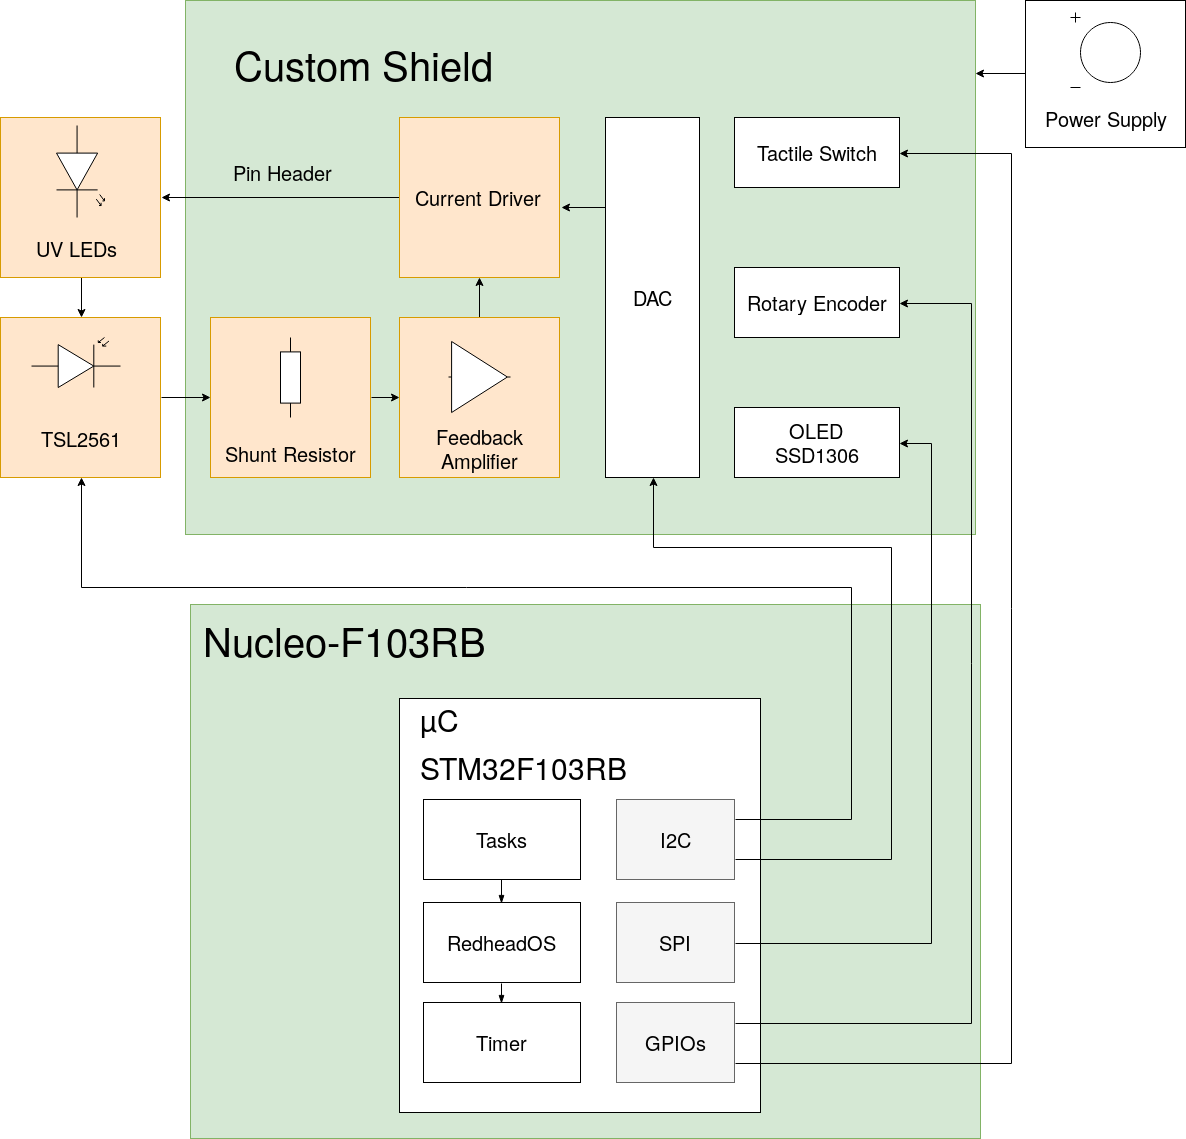 Custom Shield
+
−
Power Supply
Pin Header
UV LEDs
Current Driver
DAC
Tactile Switch
Rotary Encoder
TSL2561
Shunt Resistor
Feedback
Amplifier
OLED
SSD1306
Nucleo-F103RB
µC
STM32F103RB
Tasks
I2C
RedheadOS
SPI
Timer
GPIOs